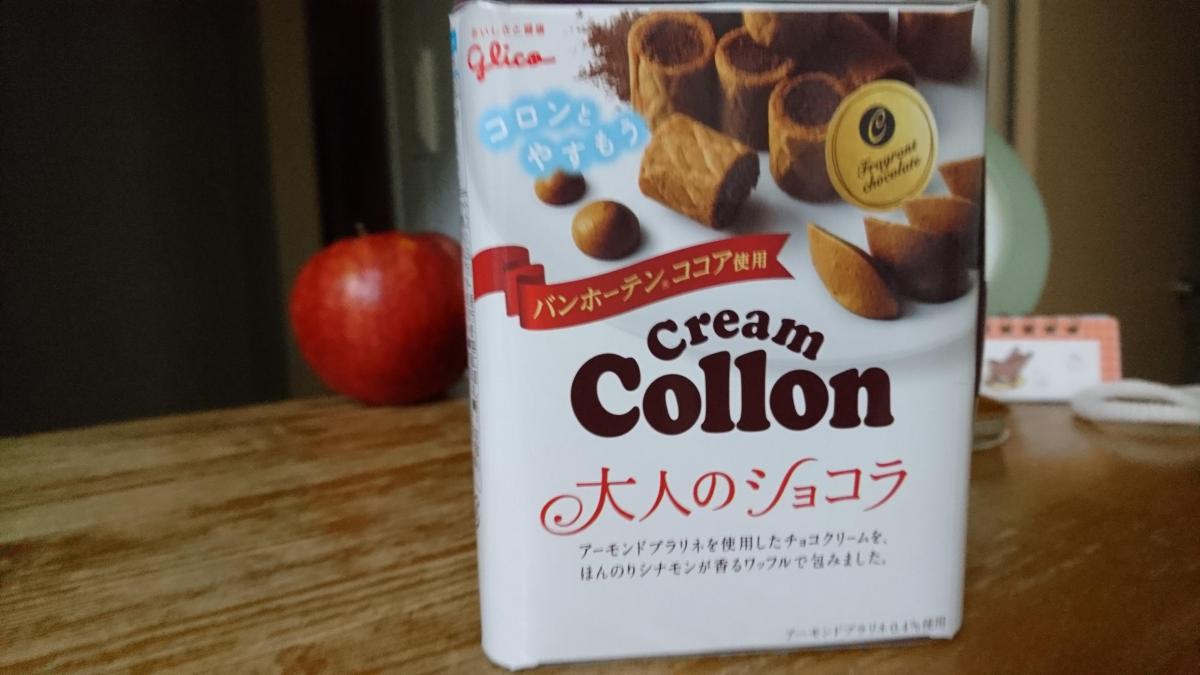 おいしさと健康
glico
コロンと
やすもう
C
Fragrant
chocolate
バンホーテン®ココア使用
Cream
Collon
大人のショコラ
アーモンドプラリネを使用したチョコクリームを、
ほんのりシナモンが香るワッフルで包みました。
アーモンドプラリネ0.4%使用